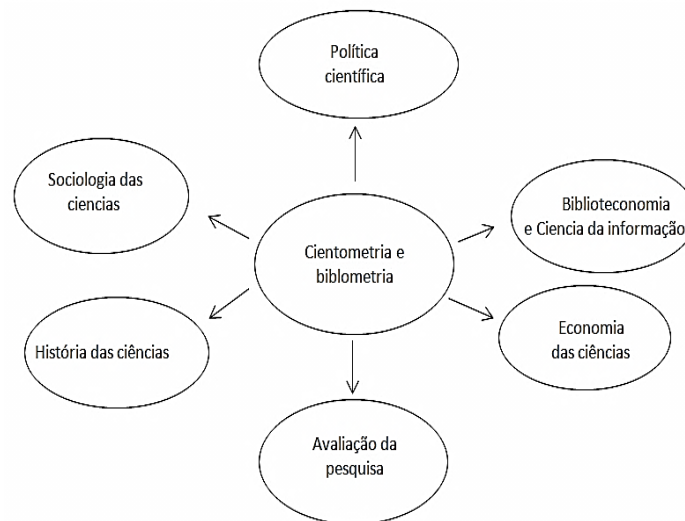 Política
científica
Sociologia das
ciencias
Biblioteconomia
e Ciencia da informação
Cientometria e
biblometria
História das ciências
Economia
das ciências
Avaliação da
pesquisa